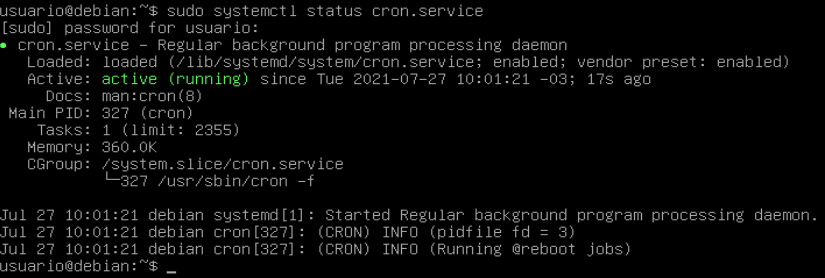 usuario@debian:~$ sudo systemctl status cron.service
[sudo] password for usuario:
● cron.service - Regular background program processing daemon
   Loaded: loaded (/lib/systemd/system/cron.service; enabled; vendor preset: enabled)
   Active: active (running) since Tue 2021-07-27 10:01:21 -03; 17s ago
     Docs: man:cron(8)
 Main PID: 327 (cron)
    Tasks: 1 (limit: 2355)
   Memory: 360.0K
   CGroup: /system.slice/cron.service
           └─327 /usr/sbin/cron -f

Jul 27 10:01:21 debian systemd[1]: Started Regular background program processing daemon.
Jul 27 10:01:21 debian cron[327]: (CRON) INFO (pidfile fd = 3)
Jul 27 10:01:21 debian cron[327]: (CRON) INFO (Running @reboot jobs)
usuario@debian:~$ _